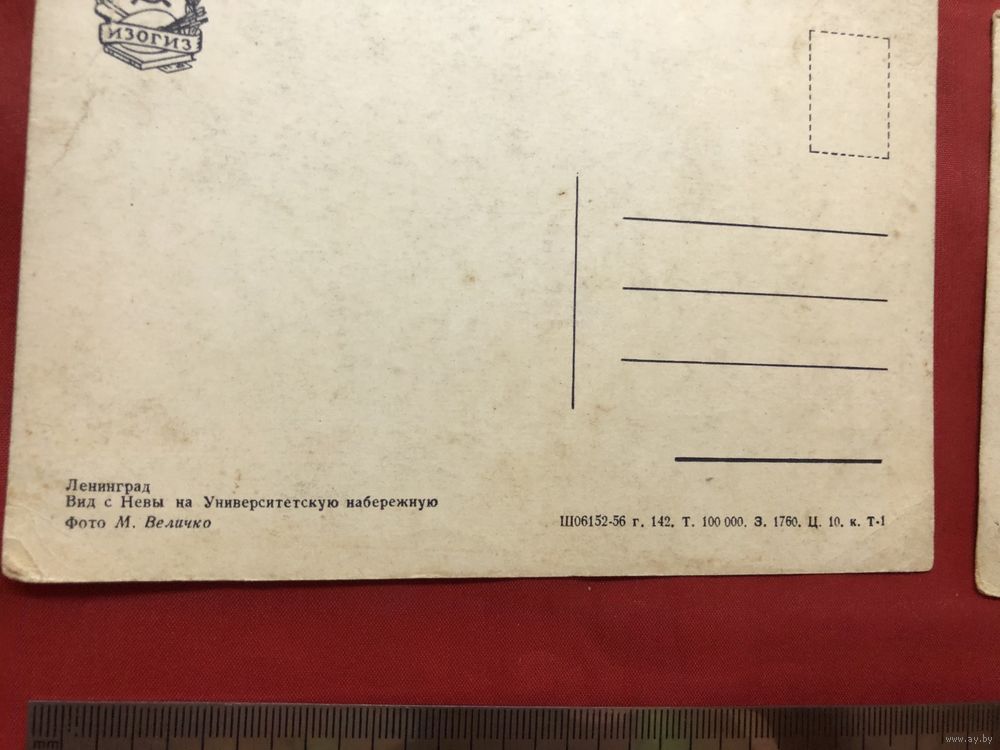 ИЗОГИЗ
Ленинград
Вид с Невы на Университетскую набережную
Фото М. Величко
Ш06152-56 г. 142. Т. 100 000. З. 1760. Ц. 10. к. Т-1
mm
www.ay.by